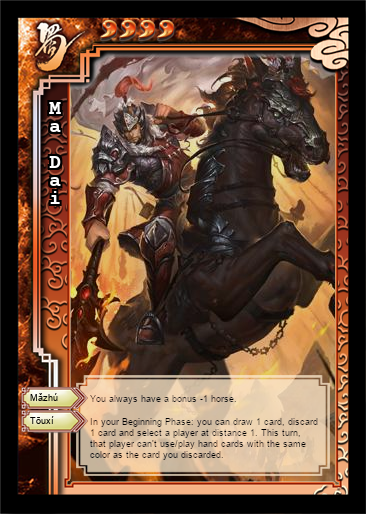 蜀
Ma Dai
Mǎzhú
You always have a bonus -1 horse.
Tōuxí
In your Beginning Phase: you can draw 1 card, discard
1 card and select a player at distance 1. This turn,
that player can't use/play hand cards with the same
color as the card you discarded.